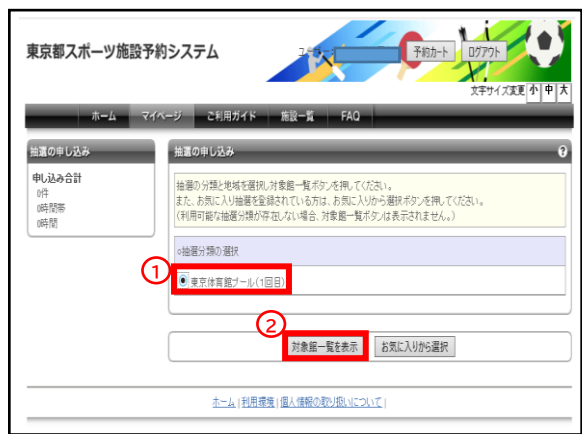 東京都スポーツ施設予約システム
予約カート ログアウト
文字サイズ変更 小 中 大
ホーム マイページ ご利用ガイド 施設一覧 FAQ
抽選の申し込み
申し込み合計
0件
0時間帯
0時間
抽選の申し込み ?
抽選の分類と地域を選択し対象館一覧ボタンを押してください。
また、お気に入り抽選を登録されている方は、お気に入りから選択ボタンを押してください。
(利用可能な抽選分類が存在しない場合、対象館一覧ボタンは表示されません。)
○抽選分類の選択
① 東京体育館プール(1回目)
②
対象館一覧を表示 お気に入りから選択
ホーム | 利用環境 | 個人情報の取り扱いについて |